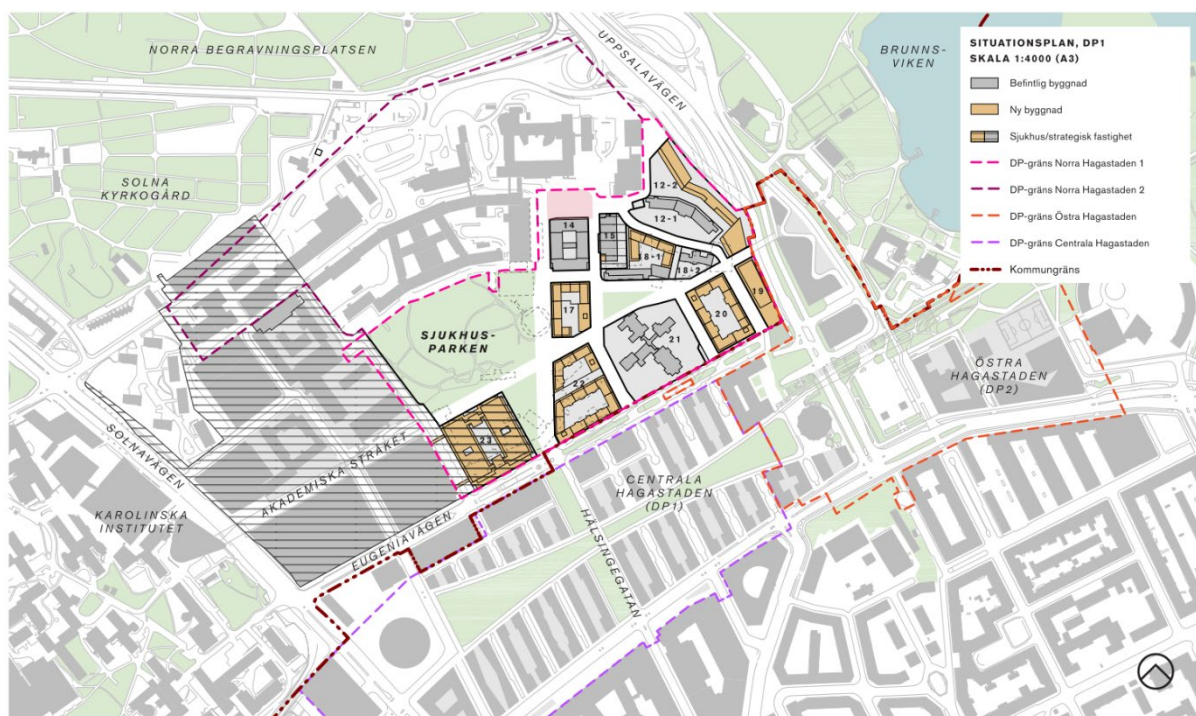 NORRA BEGRAVNINGSPLATSEN
UPPSALAVÄGEN
BRUNNS-
VIKEN
SITUATIONSPLAN, DP1
SKALA 1:4000 (A3)
Befintlig byggnad
Ny byggnad
Sjukhus/strategisk fastighet
DP-gräns Norra Hagastaden 1
DP-gräns Norra Hagastaden 2
DP-gräns Östra Hagastaden
DP-gräns Centrala Hagastaden
Kommungräns
SOLNA
KYRKOGÅRD
12-2
12-1
14
15
18-1
18-2
17
19
20
21
SJUKHUS-
PARKEN
22
23
ÖSTRA
HAGASTADEN
(DP2)
SOLNAVÄGEN
AKADEMISKA STRÅKET
KAROLINSKA
INSTITUTET
EUGENIAVÄGEN
CENTRALA
HAGASTADEN
(DP1)
HÄLSINGEGATAN